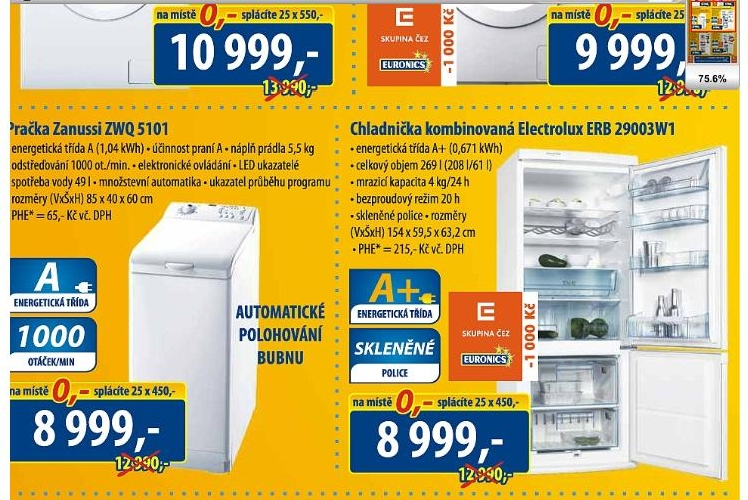 na místě 0,- splácíte 25 x 550,-
10 999,-
13 990,-
SKUPINA ČEZ
EURONICS
-1 000 Kč
na místě 0,- splácíte 25
9 999,
75.6%
Pračka Zanussi ZWQ 5101
energetická třída A (1,04 kWh) • účinnost praní A • náplň prádla 5,5 kg
odstřeďování 1000 ot./min. • elektronické ovládání • LED ukazatelé
spotřeba vody 49 l • množstevní automatika • ukazatel průběhu programu
rozměry (VxŠxH) 85 x 40 x 60 cm
PHE* = 65,- Kč vč. DPH
A
ENERGETICKÁ TŘÍDA
1000
OTÁČEK/MIN
AUTOMATICKÉ
POLOHOVÁNÍ
BUBNU
na místě 0,- splácíte 25 x 450,-
8 999,-
12 990,-
Chladnička kombinovaná Electrolux ERB 29003W1
• energetická třída A+ (0,671 kWh)
• celkový objem 269 l (208 l/61 l)
• mrazicí kapacita 4 kg/24 h
• bezproudový režim 20 h
• skleněné police • rozměry
(VxŠxH) 154 x 59,5 x 63,2 cm
• PHE* = 215,- Kč vč. DPH
A+
ENERGETICKÁ TŘÍDA
SKLENĚNÉ
POLICE
SKUPINA ČEZ
EURONICS
-1 000 Kč
na místě 0,- splácíte 25 x 450,-
8 999,-
12 990,-